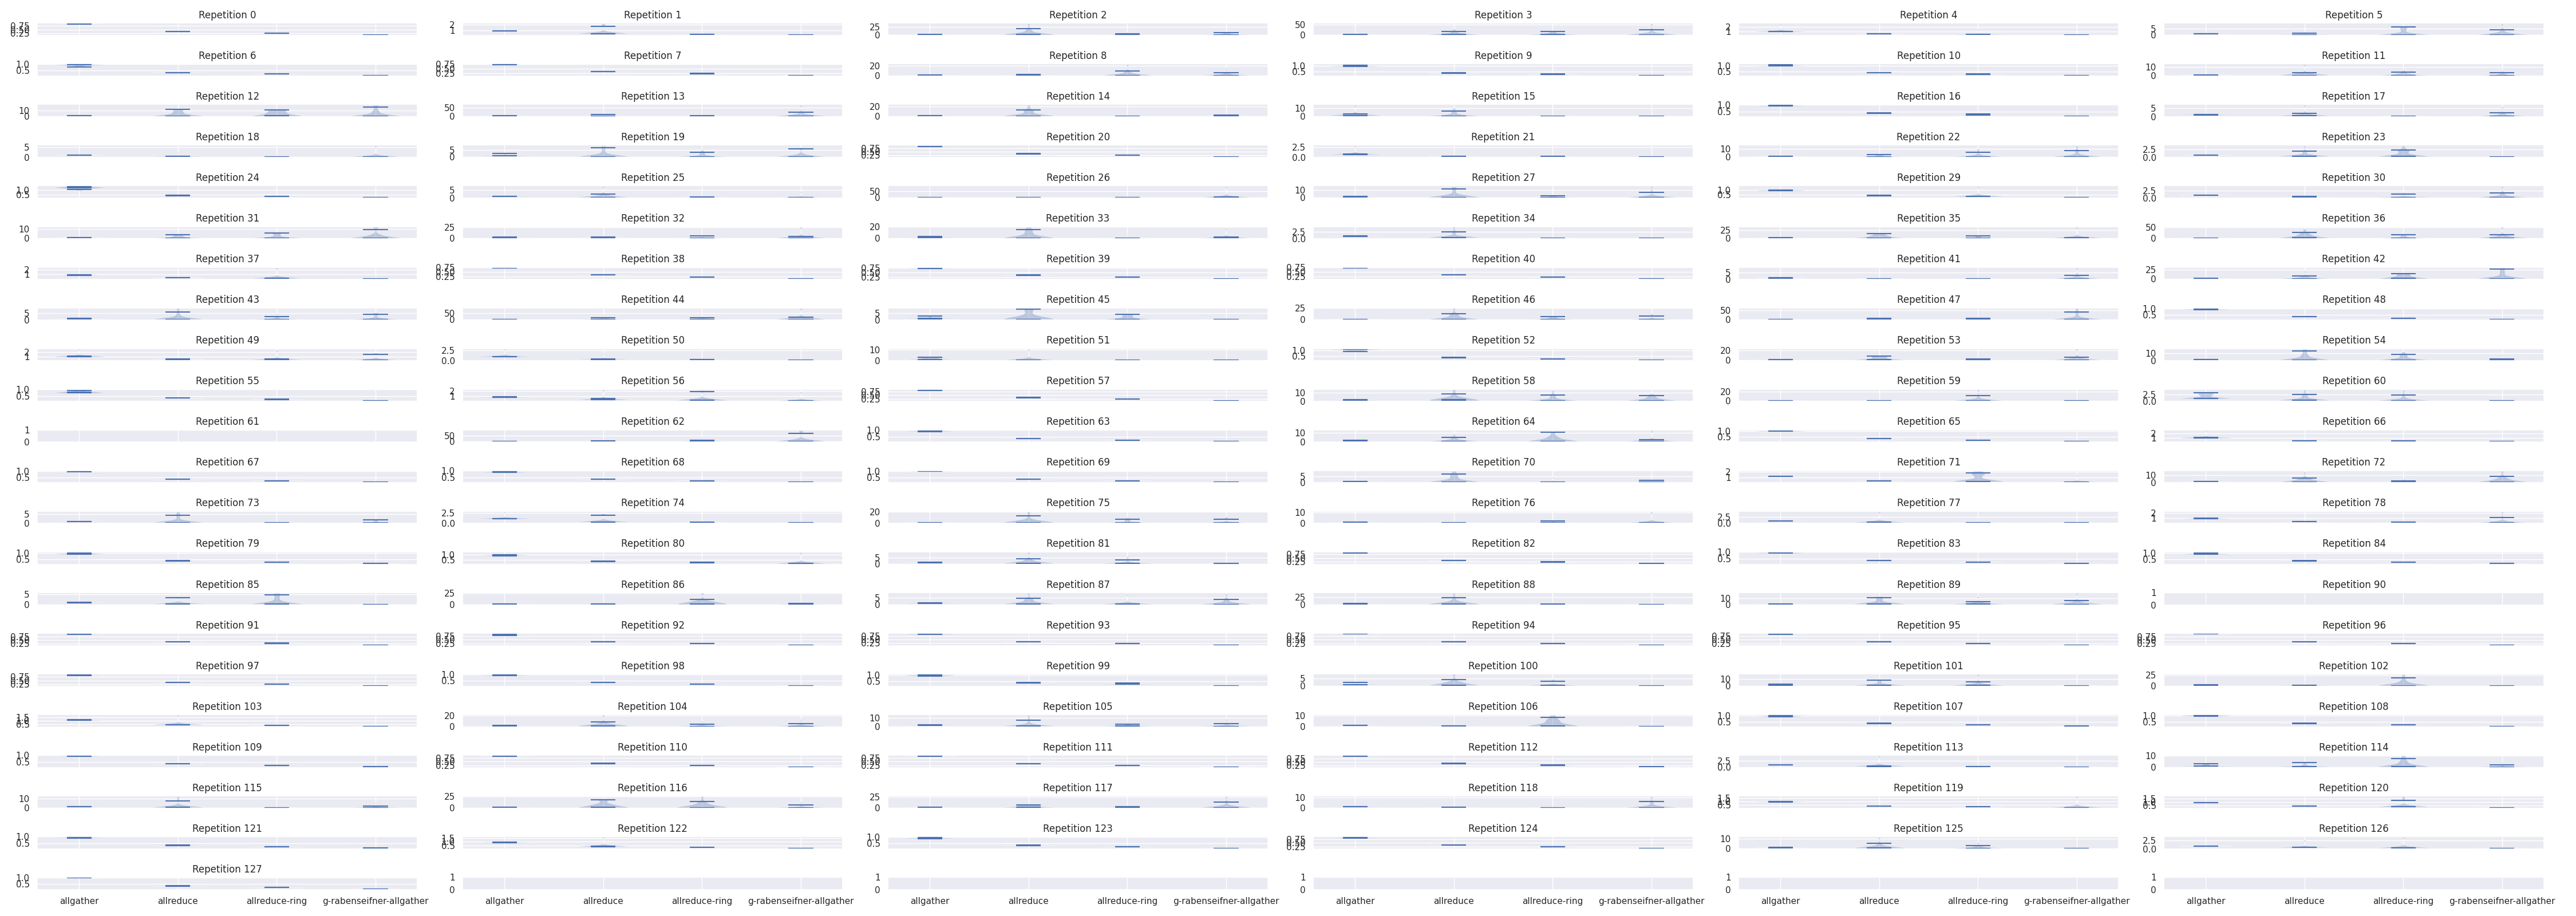 Repetition 0 Repetition 1 Repetition 2 Repetition 3 Repetition 4 Repetition 5
0.75 0.50 0.25 2 1 25 0 50 0 2 1 5 0
Repetition 6 Repetition 7 Repetition 8 Repetition 9 Repetition 10 Repetition 11
1.0 0.5 0.75 0.50 0.25 20 0 1.0 0.5 1.0 0.5 10 0
Repetition 12 Repetition 13 Repetition 14 Repetition 15 Repetition 16 Repetition 17
10 0 50 0 20 0 10 0 1.0 0.5 5 0
Repetition 18 Repetition 19 Repetition 20 Repetition 21 Repetition 22 Repetition 23
5 0 5 0 0.75 0.50 0.25 2.5 0.0 10 0 2.5 0.0
Repetition 24 Repetition 25 Repetition 26 Repetition 27 Repetition 29 Repetition 30
1.0 0.5 5 0 50 0 10 0 1.0 0.5 2.5 0.0
Repetition 31 Repetition 32 Repetition 33 Repetition 34 Repetition 35 Repetition 36
10 0 25 0 20 0 2.5 0.0 25 0 50 0
Repetition 37 Repetition 38 Repetition 39 Repetition 40 Repetition 41 Repetition 42
2 1 0.75 0.50 0.25 0.75 0.50 0.25 0.75 0.50 0.25 5 0 25 0
Repetition 43 Repetition 44 Repetition 45 Repetition 46 Repetition 47 Repetition 48
5 0 50 0 5 0 25 0 50 0 1.0 0.5
Repetition 49 Repetition 50 Repetition 51 Repetition 52 Repetition 53 Repetition 54
2 1 2.5 0.0 10 0 1.0 0.5 20 0 10 0
Repetition 55 Repetition 56 Repetition 57 Repetition 58 Repetition 59 Repetition 60
1.0 0.5 2 1 0.75 0.50 0.25 10 0 20 0 2.5 0.0
Repetition 61 Repetition 62 Repetition 63 Repetition 64 Repetition 65 Repetition 66
1 0 50 0 1.0 0.5 10 0 1.0 0.5 2 1
Repetition 67 Repetition 68 Repetition 69 Repetition 70 Repetition 71 Repetition 72
1.0 0.5 1.0 0.5 1.0 0.5 5 0 2 1 10 0
Repetition 73 Repetition 74 Repetition 75 Repetition 76 Repetition 77 Repetition 78
5 0 2.5 0.0 20 0 10 0 2.5 0.0 2 1
Repetition 79 Repetition 80 Repetition 81 Repetition 82 Repetition 83 Repetition 84
1.0 0.5 1.0 0.5 5 0 0.75 0.50 0.25 1.0 0.5 1.0 0.5
Repetition 85 Repetition 86 Repetition 87 Repetition 88 Repetition 89 Repetition 90
5 0 25 0 5 0 25 0 10 0 1 0
Repetition 91 Repetition 92 Repetition 93 Repetition 94 Repetition 95 Repetition 96
0.75 0.50 0.25 0.75 0.50 0.25 0.75 0.50 0.25 0.75 0.50 0.25 0.75 0.50 0.25 0.75 0.50 0.25
Repetition 97 Repetition 98 Repetition 99 Repetition 100 Repetition 101 Repetition 102
0.75 0.50 0.25 1.0 0.5 1.0 0.5 5 0 10 0 25 0
Repetition 103 Repetition 104 Repetition 105 Repetition 106 Repetition 107 Repetition 108
1.5 1.0 0.5 20 0 10 0 10 0 1.0 0.5 1.0 0.5
Repetition 109 Repetition 110 Repetition 111 Repetition 112 Repetition 113 Repetition 114
1.0 0.5 0.75 0.50 0.25 0.75 0.50 0.25 0.75 0.50 0.25 2.5 0.0 10 0
Repetition 115 Repetition 116 Repetition 117 Repetition 118 Repetition 119 Repetition 120
10 0 25 0 25 0 10 0 1.5 1.0 0.5 1.5 1.0 0.5
Repetition 121 Repetition 122 Repetition 123 Repetition 124 Repetition 125 Repetition 126
1.0 0.5 1.5 1.0 0.5 1.0 0.5 0.75 0.50 0.25 10 0 2.5 0.0
Repetition 127
1.0 0.5 1 0 1 0 1 0 1 0 1 0
allgather allreduce allreduce-ring g-rabenseifner-allgather allgather allreduce allreduce-ring g-rabenseifner-allgather allgather allreduce allreduce-ring g-rabenseifner-allgather allgather allreduce allreduce-ring g-rabenseifner-allgather allgather allreduce allreduce-ring g-rabenseifner-allgather allgather allreduce allreduce-ring g-rabenseifner-allgather